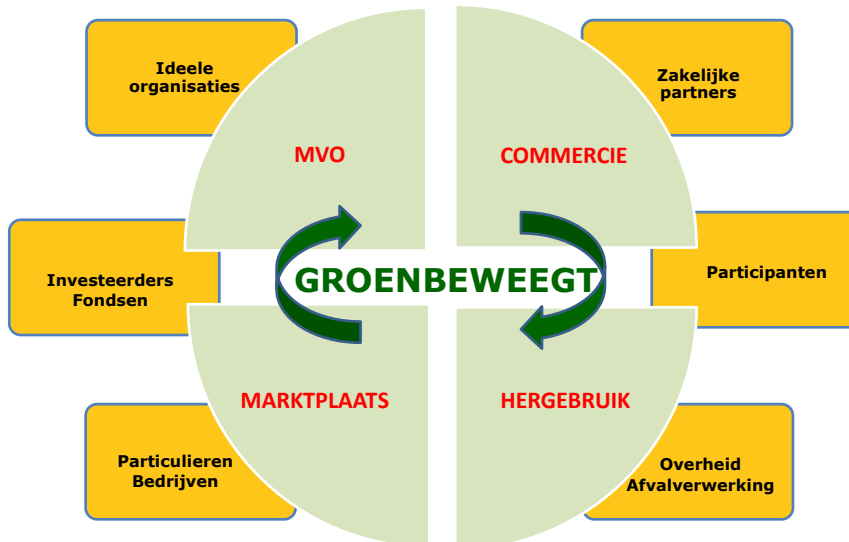 Ideele
organisaties
Zakelijke
partners
MVO
COMMERCIE
Investeerders
Fondsen
GROENBEWEEGT
Participanten
MARKTPLAATS
HERGEBRUIK
Particulieren
Bedrijven
Overheid
Afvalverwerking